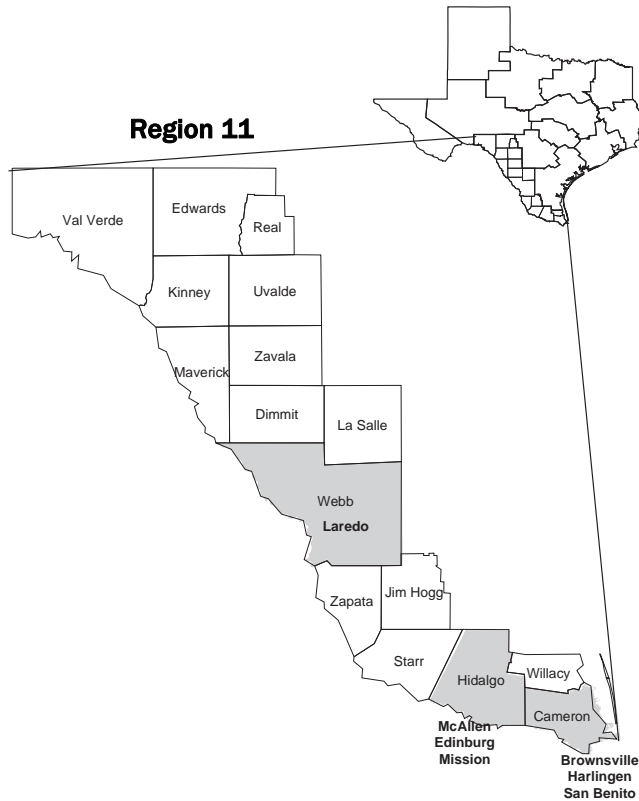 Region 11
Val Verde
Edwards
Real
Kinney
Uvalde
Maverick
Zavala
Dimmit
La Salle
Webb
Laredo
Zapata
Jim Hogg
Starr
Hidalgo
Willacy
Cameron
McAllen
Edinburg
Mission
Brownsville
Harlingen
San Benito